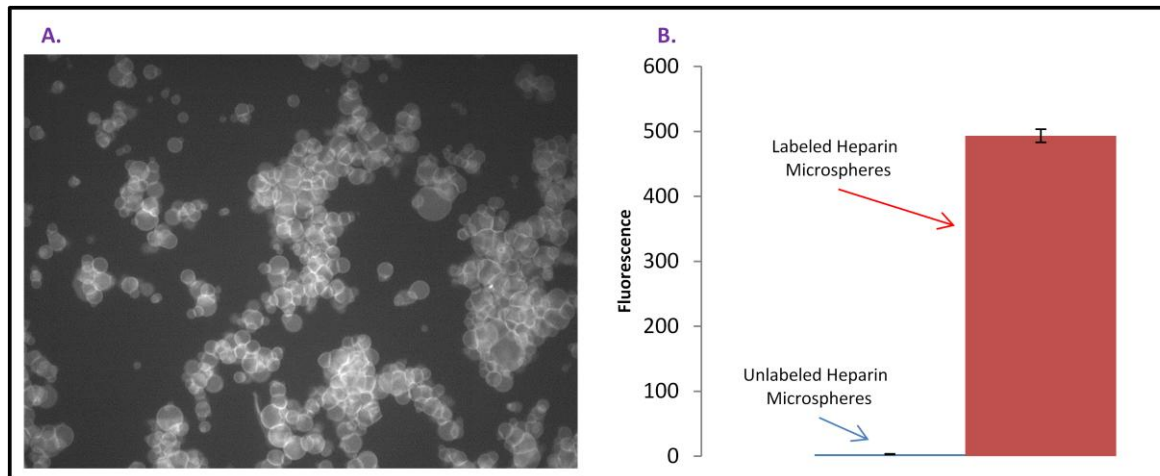 A.
B.
600
500
400
300
200
100
0
Fluorescence
Labeled Heparin
Microspheres
Unlabeled Heparin
Microspheres